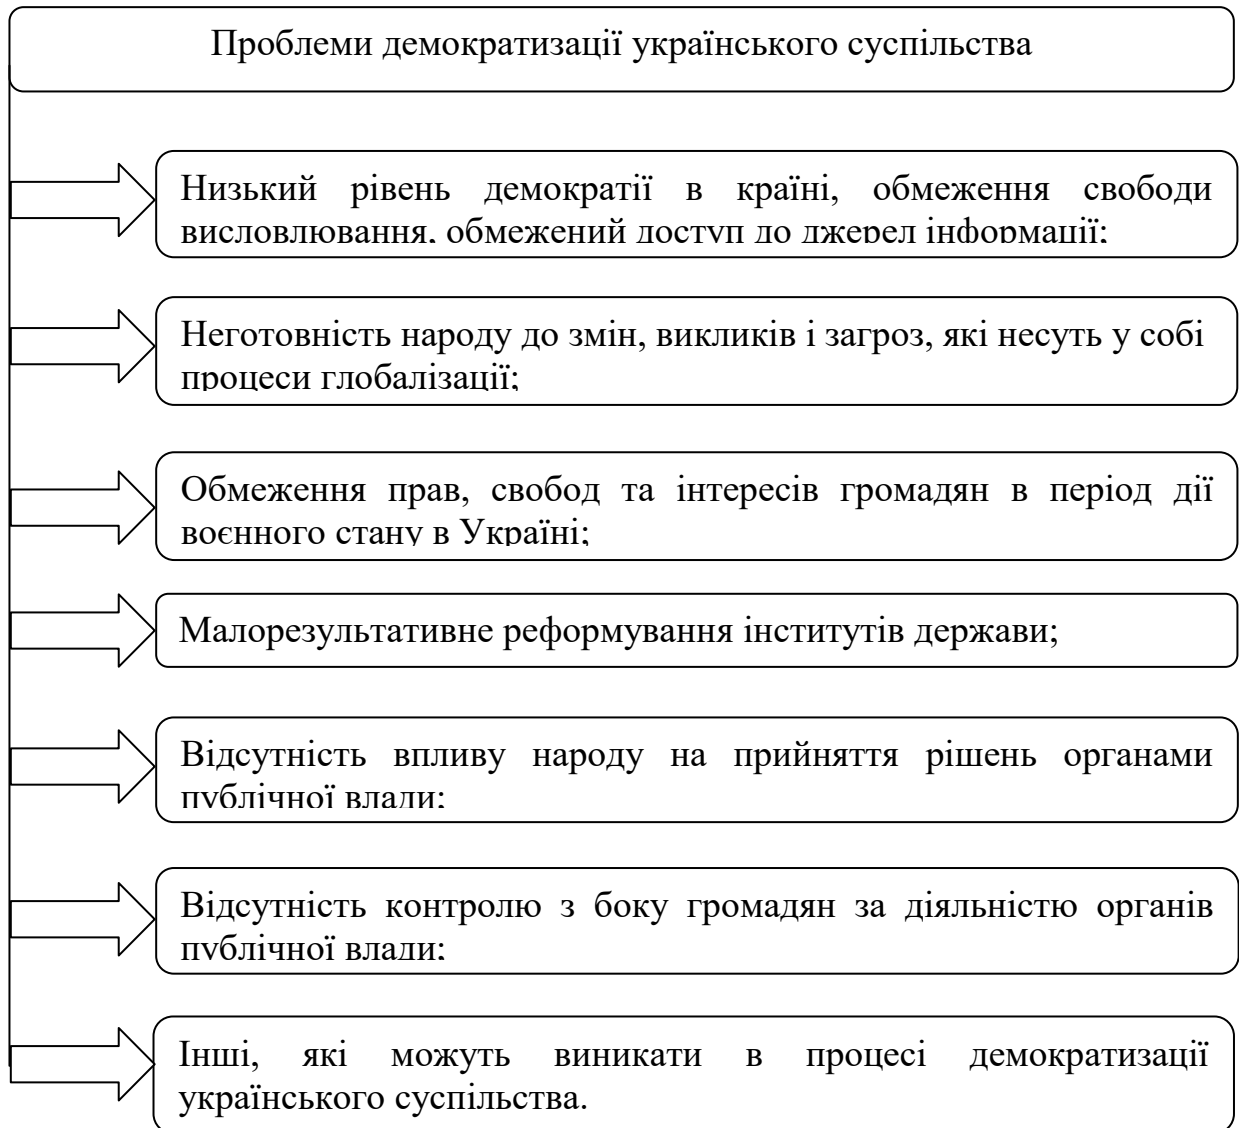 Проблеми демократизації українського суспільства
Низький рівень демократії в країні, обмеження свободи
висловлювання, обмежений доступ до джерел інформації;
Неготовність народу до змін, викликів і загроз, які несуть у собі
процеси глобалізації;
Обмеження прав, свобод та інтересів громадян в період дії
воєнного стану в Україні;
Малорезультативне реформування інститутів держави;
Відсутність впливу народу на прийняття рішень органами
публічної влади;
Відсутність контролю з боку громадян за діяльністю органів
публічної влади;
Інші, які можуть виникати в процесі демократизації
українського суспільства.